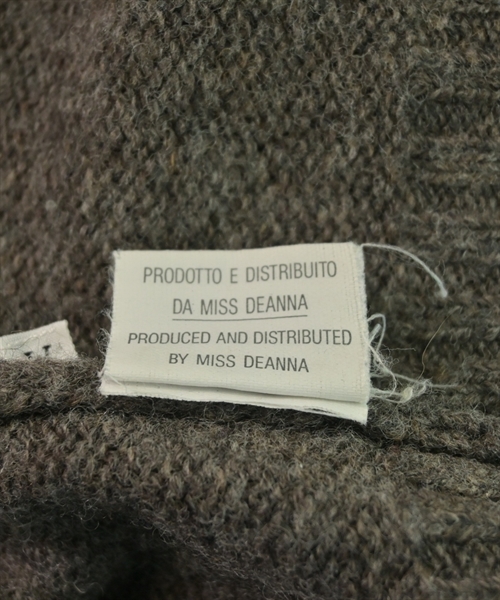 PRODOTTO E DISTRIBUITO
DA MISS DEANNA
PRODUCED AND DISTRIBUTED
BY MISS DEANNA